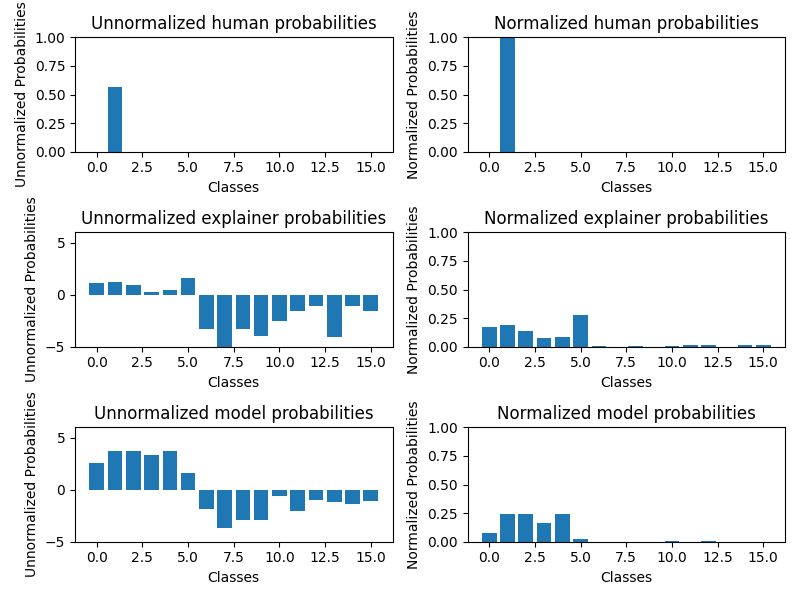 Unnormalized human probabilities
Unnormalized Probabilities
1.00
0.75
0.50
0.25
0.00
0.0 2.5 5.0 7.5 10.0 12.5 15.0
Classes
Normalized human probabilities
Normalized Probabilities
1.00
0.75
0.50
0.25
0.00
0.0 2.5 5.0 7.5 10.0 12.5 15.0
Classes
Unnormalized explainer probabilities
Unnormalized Probabilities
5
0
−5
0.0 2.5 5.0 7.5 10.0 12.5 15.0
Classes
Normalized explainer probabilities
Normalized Probabilities
1.00
0.75
0.50
0.25
0.00
0.0 2.5 5.0 7.5 10.0 12.5 15.0
Classes
Unnormalized model probabilities
Unnormalized Probabilities
5
0
−5
0.0 2.5 5.0 7.5 10.0 12.5 15.0
Classes
Normalized model probabilities
Normalized Probabilities
1.00
0.75
0.50
0.25
0.00
0.0 2.5 5.0 7.5 10.0 12.5 15.0
Classes